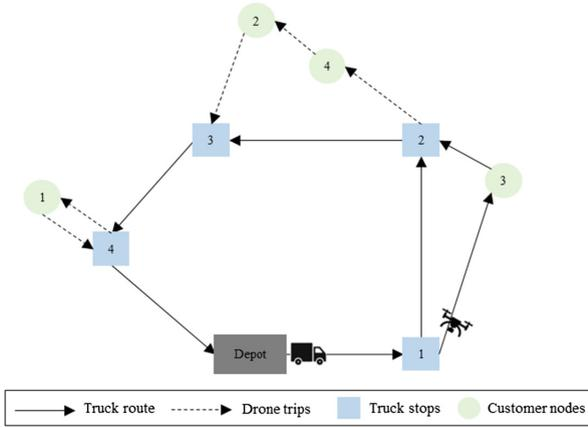 2
4
3
2
3
1
4
Depot
1
Truck route
Drone trips
Truck stops
Customer nodes